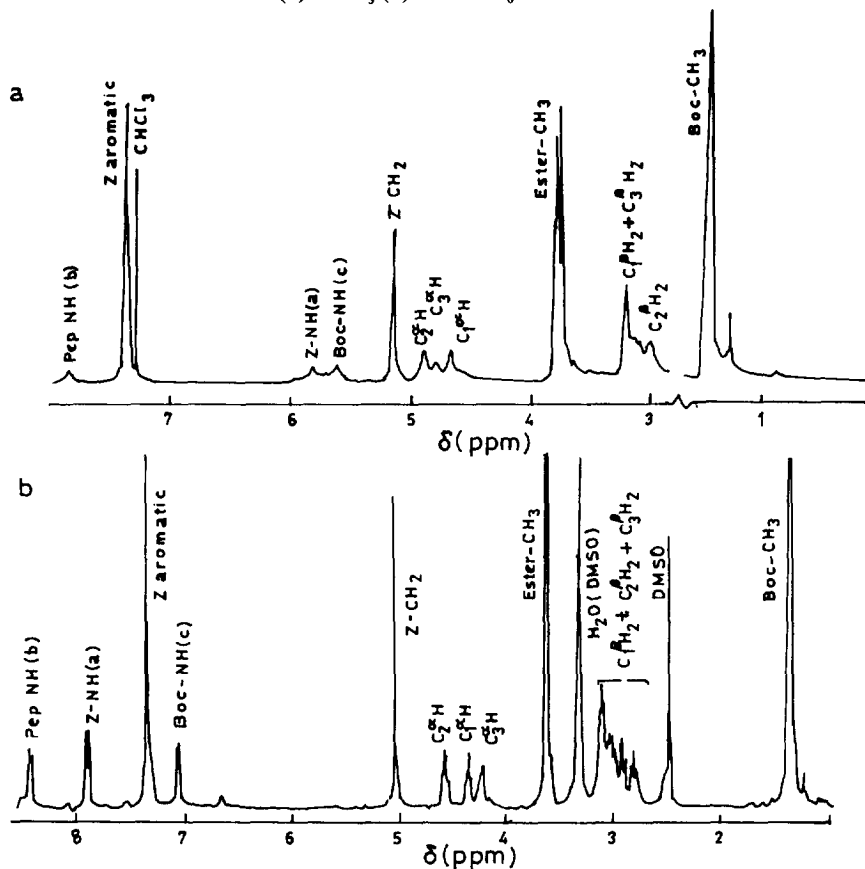 a
Pep NH(b)
Z aromatic
CHCl3
Z-NH(a)
Boc-NH(c)
Z CH2
C2αH
C3αH
C1αH
Ester-CH3
C1βH2 + C3βH2
C2βH2
Boc-CH3
7 6 5 4 3 1
δ(ppm)
b
Pep NH(b)
Z-NH(a)
Z aromatic
Boc-NH(c)
Z-CH2
C2αH
C1αH
C3αH
Ester-CH3
H2O(DMSO)
C1βH2 + C2βH2 + C3βH2
DMSO
Boc-CH3
8 7 6 5 4 3 2 1
δ(ppm)